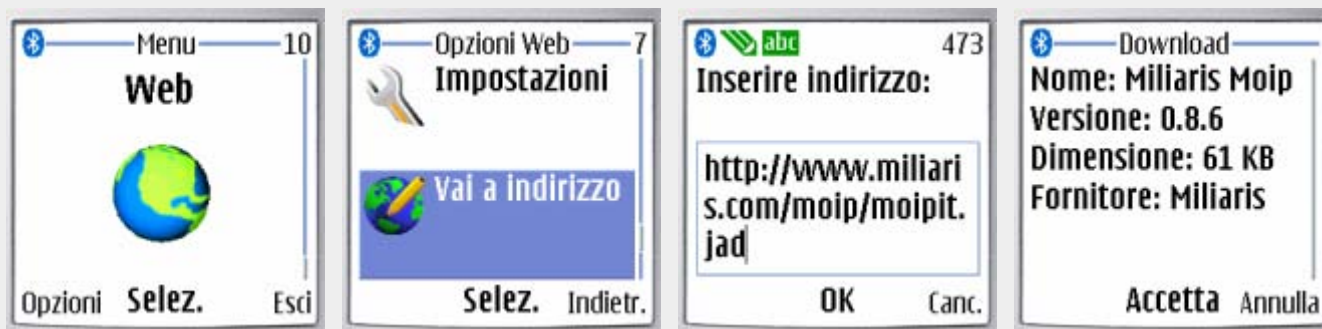 Menu 10
Web
Opzioni Selez. Esci
Opzioni Web 7
Impostazioni
Vai a indirizzo
Selez. Indietr.
abc 473
Inserire indirizzo:
http://www.miliari
s.com/moip/moipit.
jad
OK Canc.
Download
Nome: Miliaris Moip
Versione: 0.8.6
Dimensione: 61 KB
Fornitore: Miliaris
Accetta Annulla